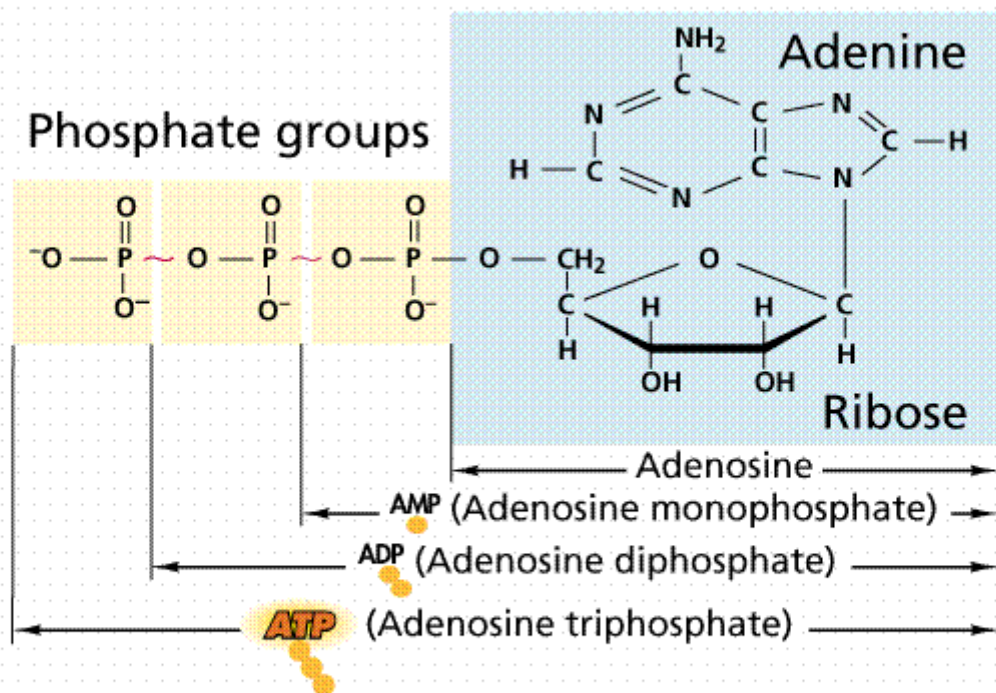 NH₂
Adenine
C
N C N
Phosphate groups
C H
H C C
N N
O O O
⁻O P O P O P O CH₂ O
O⁻ O⁻ O⁻ C H H C
H H
OH OH
Ribose
Adenosine
AMP (Adenosine monophosphate)
ADP (Adenosine diphosphate)
ATP (Adenosine triphosphate)